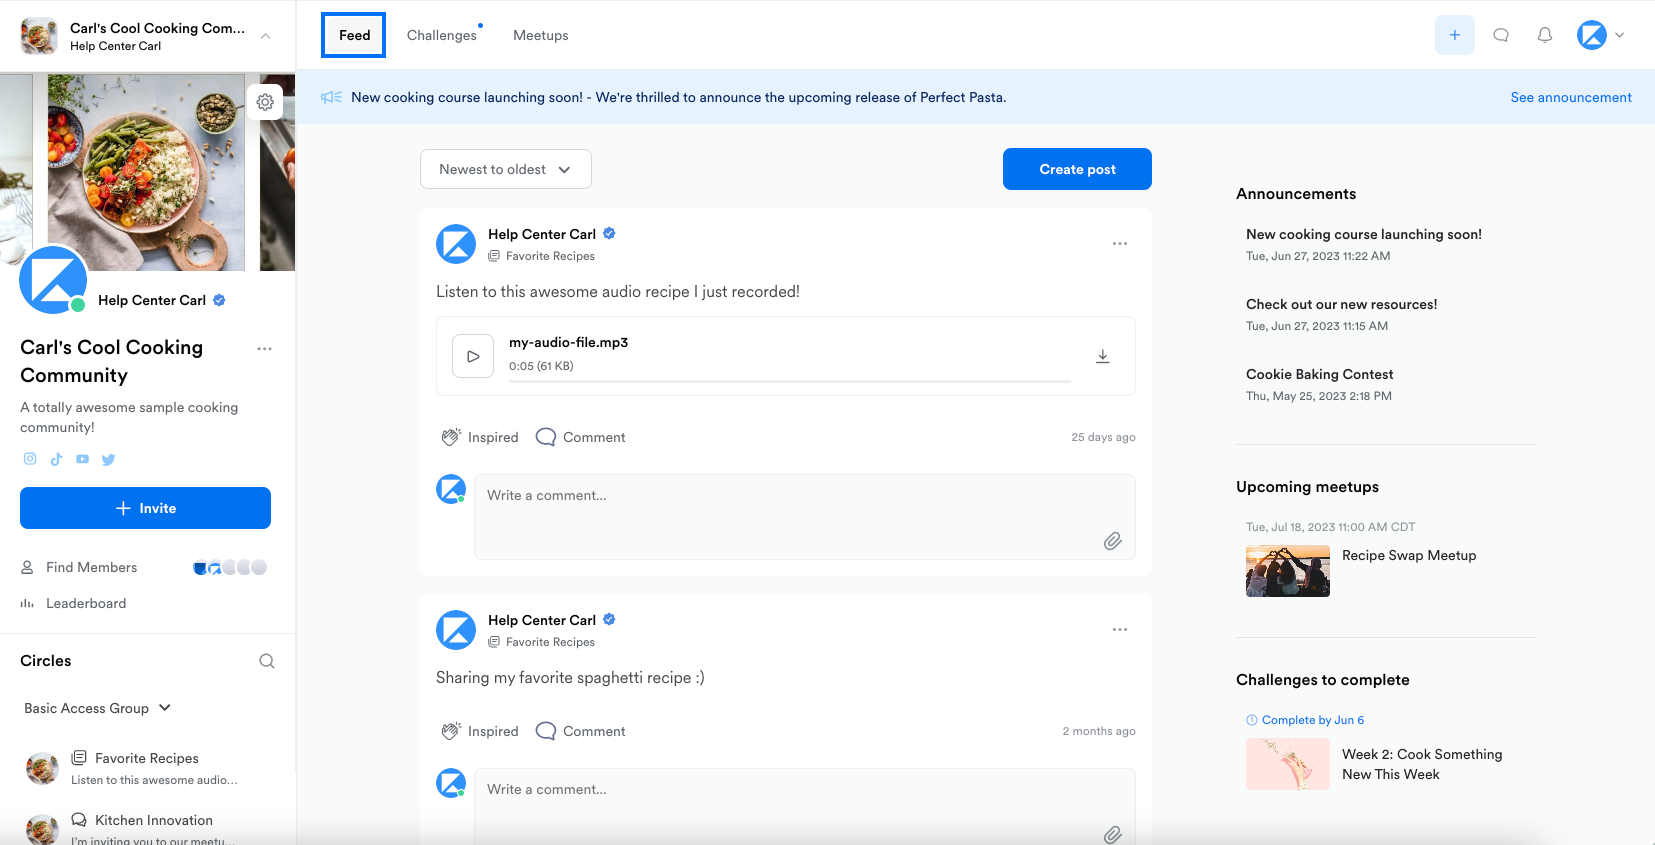 Carl's Cool Cooking Com...
Help Center Carl
Feed
Challenges
Meetups
New cooking course launching soon! - We're thrilled to announce the upcoming release of Perfect Pasta.
See announcement
Help Center Carl
Carl's Cool Cooking
Community
A totally awesome sample cooking
community!
Invite
Find Members
Leaderboard
Circles
Basic Access Group
Favorite Recipes
Listen to this awesome audio...
Kitchen Innovation
I'm inviting you to our meetu...
Newest to oldest
Create post
Help Center Carl
Favorite Recipes
Listen to this awesome audio recipe I just recorded!
my-audio-file.mp3
0:05 (61 KB)
Inspired
Comment
25 days ago
Write a comment...
Help Center Carl
Favorite Recipes
Sharing my favorite spaghetti recipe :)
Inspired
Comment
2 months ago
Write a comment...
Announcements
New cooking course launching soon!
Tue, Jun 27, 2023 11:22 AM
Check out our new resources!
Tue, Jun 27, 2023 11:15 AM
Cookie Baking Contest
Thu, May 25, 2023 2:18 PM
Upcoming meetups
Tue, Jul 18, 2023 11:00 AM CDT
Recipe Swap Meetup
Challenges to complete
Complete by Jun 6
Week 2: Cook Something
New This Week